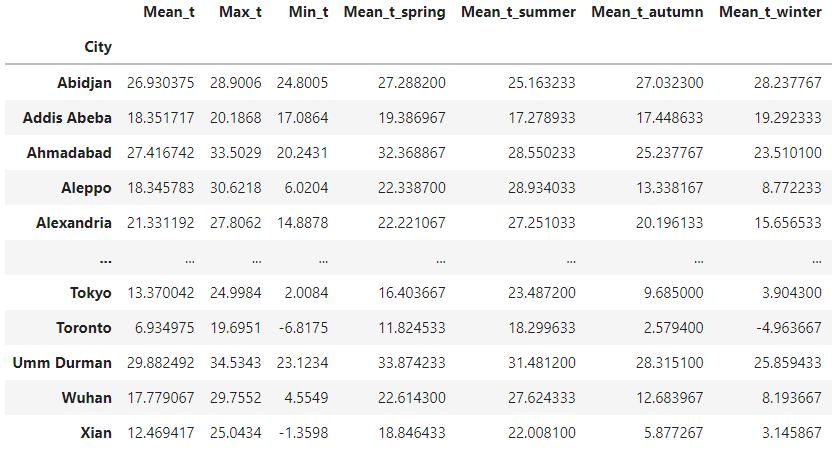 Mean_t Max_t Min_t Mean_t_spring Mean_t_summer Mean_t_autumn Mean_t_winter
City
Abidjan 26.930375 28.9006 24.8005 27.288200 25.163233 27.032300 28.237767
Addis Abeba 18.351717 20.1868 17.0864 19.386967 17.278933 17.448633 19.292333
Ahmadabad 27.416742 33.5029 20.2431 32.368867 28.550233 25.237767 23.510100
Aleppo 18.345783 30.6218 6.0204 22.338700 28.934033 13.338167 8.772233
Alexandria 21.331192 27.8062 14.8878 22.221067 27.251033 20.196133 15.656533
... ... ... ... ... ... ... ...
Tokyo 13.370042 24.9984 2.0084 16.403667 23.487200 9.685000 3.904300
Toronto 6.934975 19.6951 -6.8175 11.824533 18.299633 2.579400 -4.963667
Umm Durman 29.882492 34.5343 23.1234 33.874233 31.481200 28.315100 25.859433
Wuhan 17.779067 29.7552 4.5549 22.614300 27.624333 12.683967 8.193667
Xian 12.469417 25.0434 -1.3598 18.846433 22.008100 5.877267 3.145867